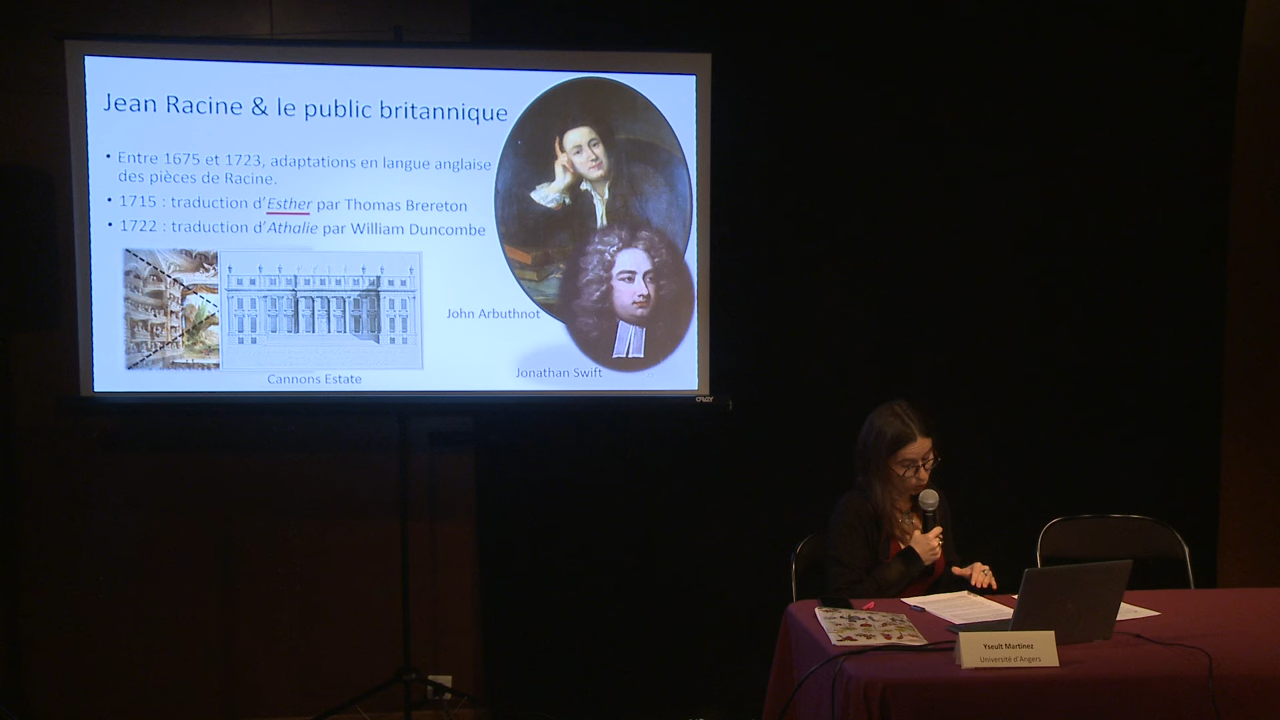 Jean Racine & le public britannique
• Entre 1675 et 1723, adaptations en langue anglaise
des pièces de Racine.
• 1715 : traduction d'Esther par Thomas Brereton
• 1722 : traduction d'Athalie par William Duncombe
John Arbuthnot
Jonathan Swift
Cannons Estate
ORAY
Yseult Martinez
Université d'Angers